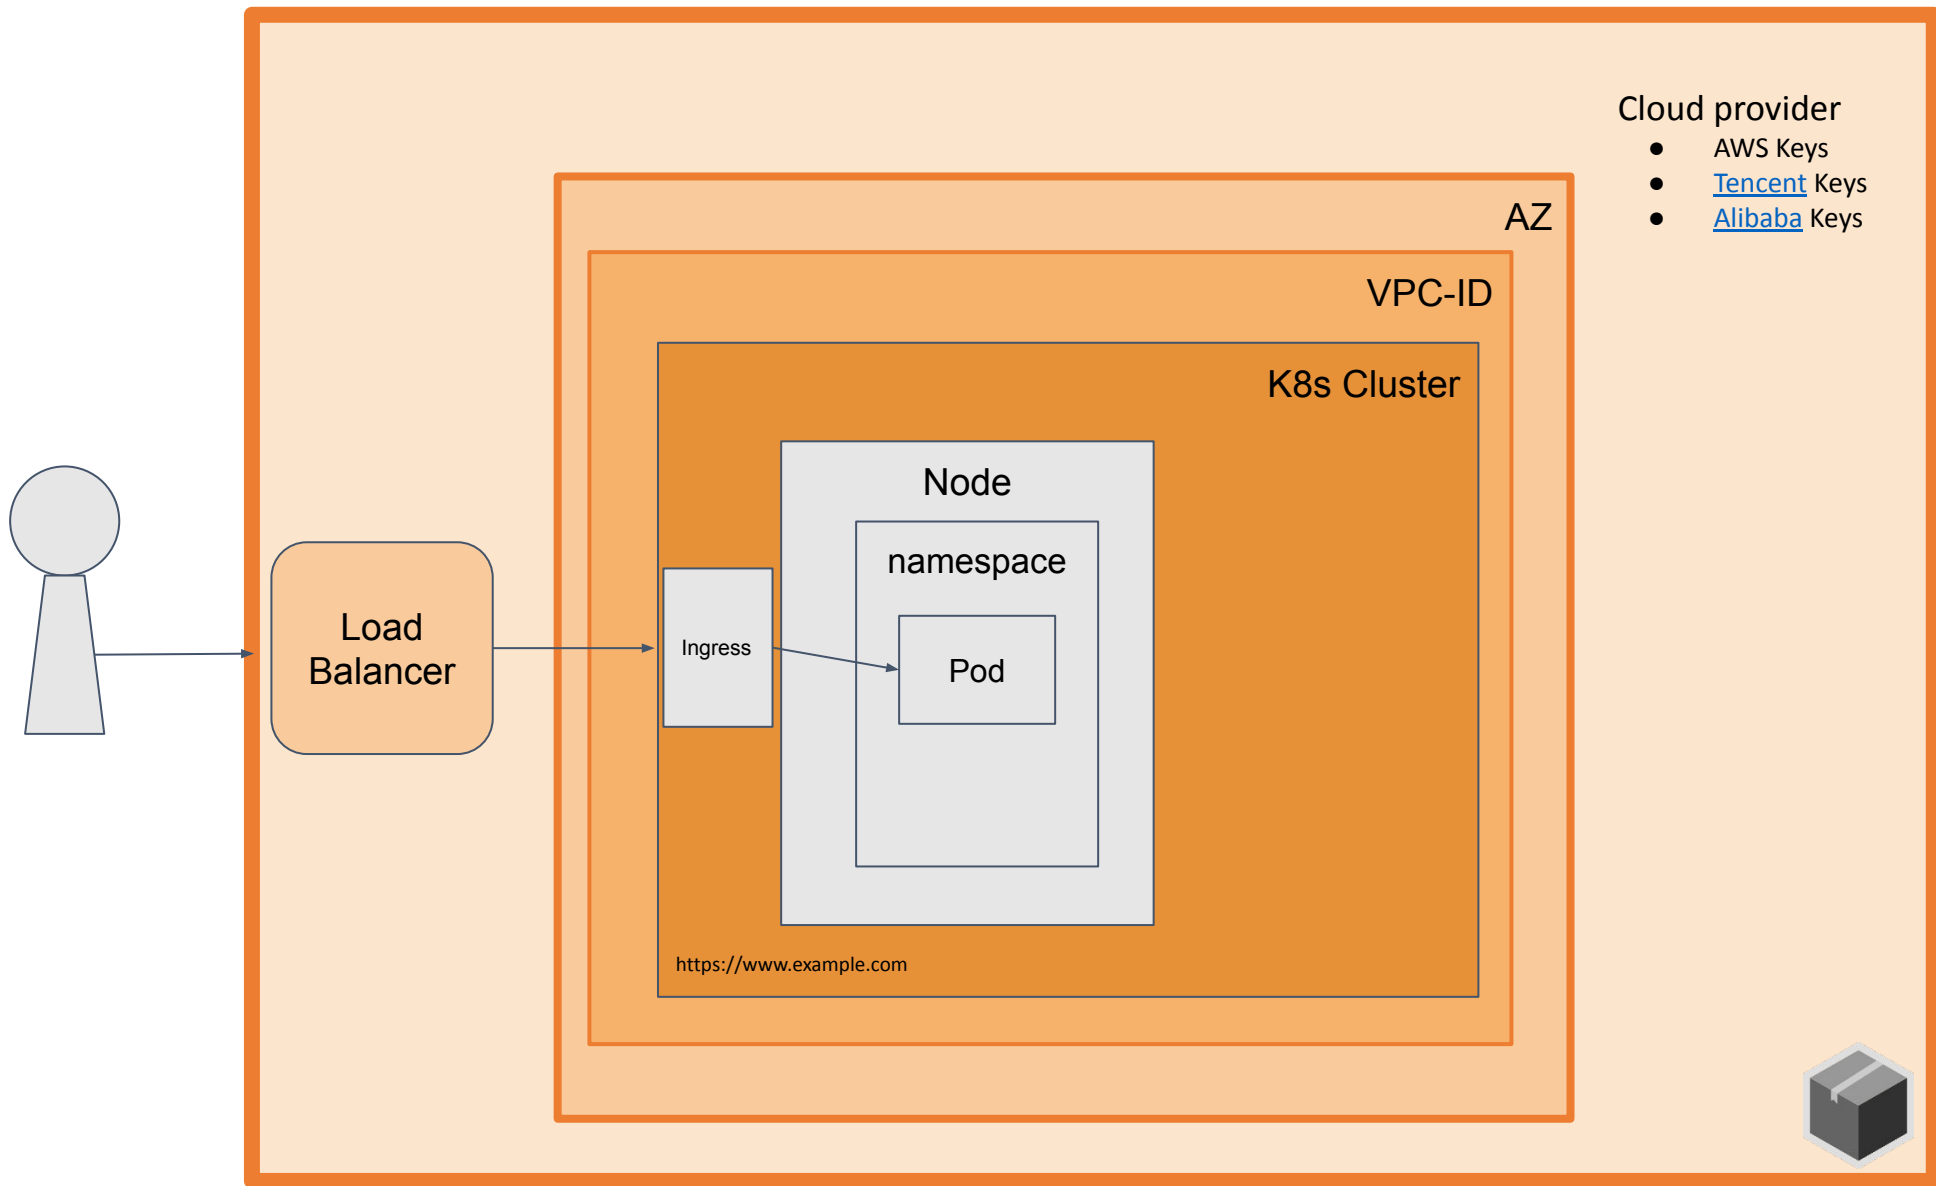 Cloud provider
● AWS Keys
● Tencent Keys
● Alibaba Keys
AZ
VPC-ID
K8s Cluster
Node
namespace
Load
Balancer
Ingress
Pod
https://www.example.com